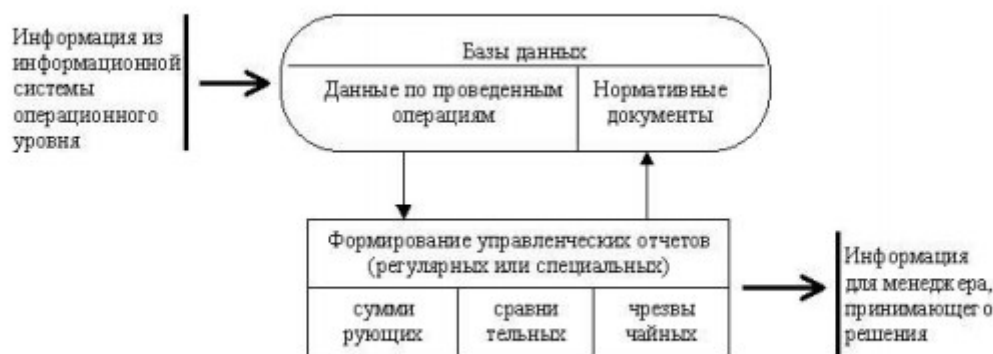 Информация из
информационной
системы
операционного
уровня
Базы данных
Данные по проведенным
операциям
Нормативные
документы
Формирование управленческих отчетов
(регулярных или специальных)
сумми
рующих
сравни
тельных
чрезвы
чайных
Информация
для менеджера,
принимающего
решения